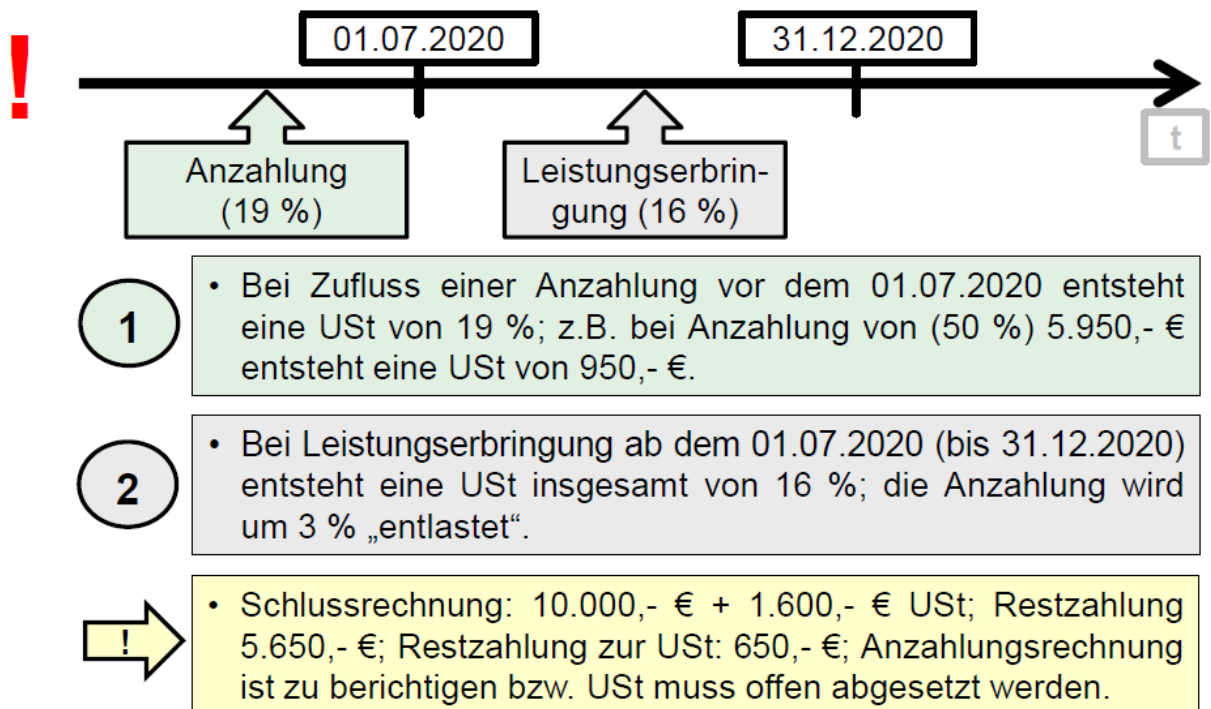 !
01.07.2020
31.12.2020
t
Anzahlung
(19 %)
Leistungserbrin-
gung (16 %)
1
• Bei Zufluss einer Anzahlung vor dem 01.07.2020 entsteht
eine USt von 19 %; z.B. bei Anzahlung von (50 %) 5.950,- €
entsteht eine USt von 950,- €.
2
• Bei Leistungserbringung ab dem 01.07.2020 (bis 31.12.2020)
entsteht eine USt insgesamt von 16 %; die Anzahlung wird
um 3 % „entlastet“.
!
• Schlussrechnung: 10.000,- € + 1.600,- € USt; Restzahlung
5.650,- €; Restzahlung zur USt: 650,- €; Anzahlungsrechnung
ist zu berichtigen bzw. USt muss offen abgesetzt werden.